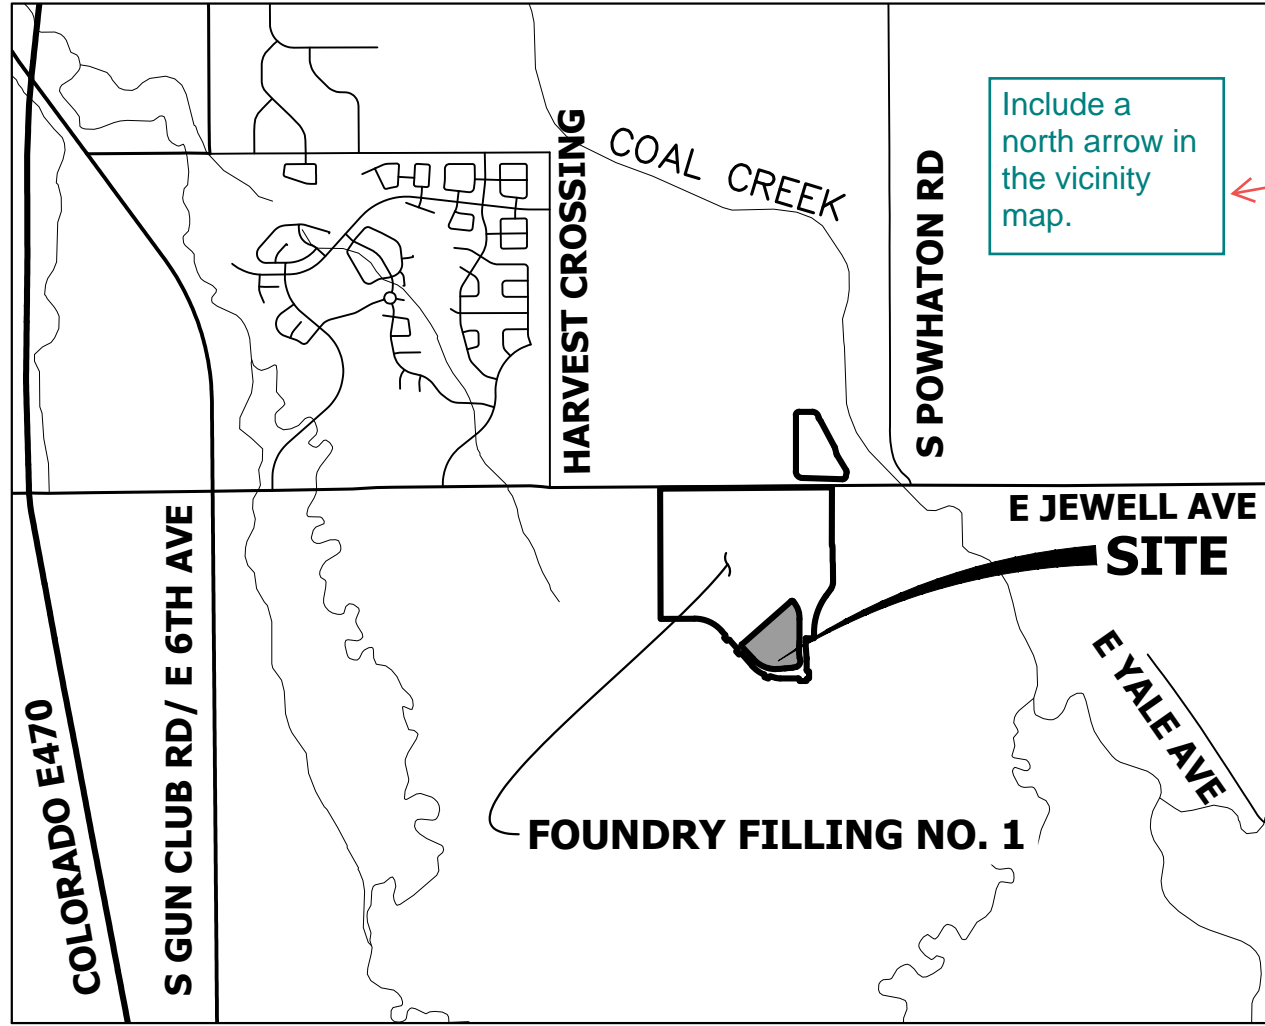 Include a
north arrow in
the vicinity
map.
COAL CREEK
HARVEST CROSSING
S POWHATON RD
E JEWELL AVE
SITE
E YALE AVE
S GUN CLUB RD/ E 6TH AVE
COLORADO E470
FOUNDRY FILLING NO. 1